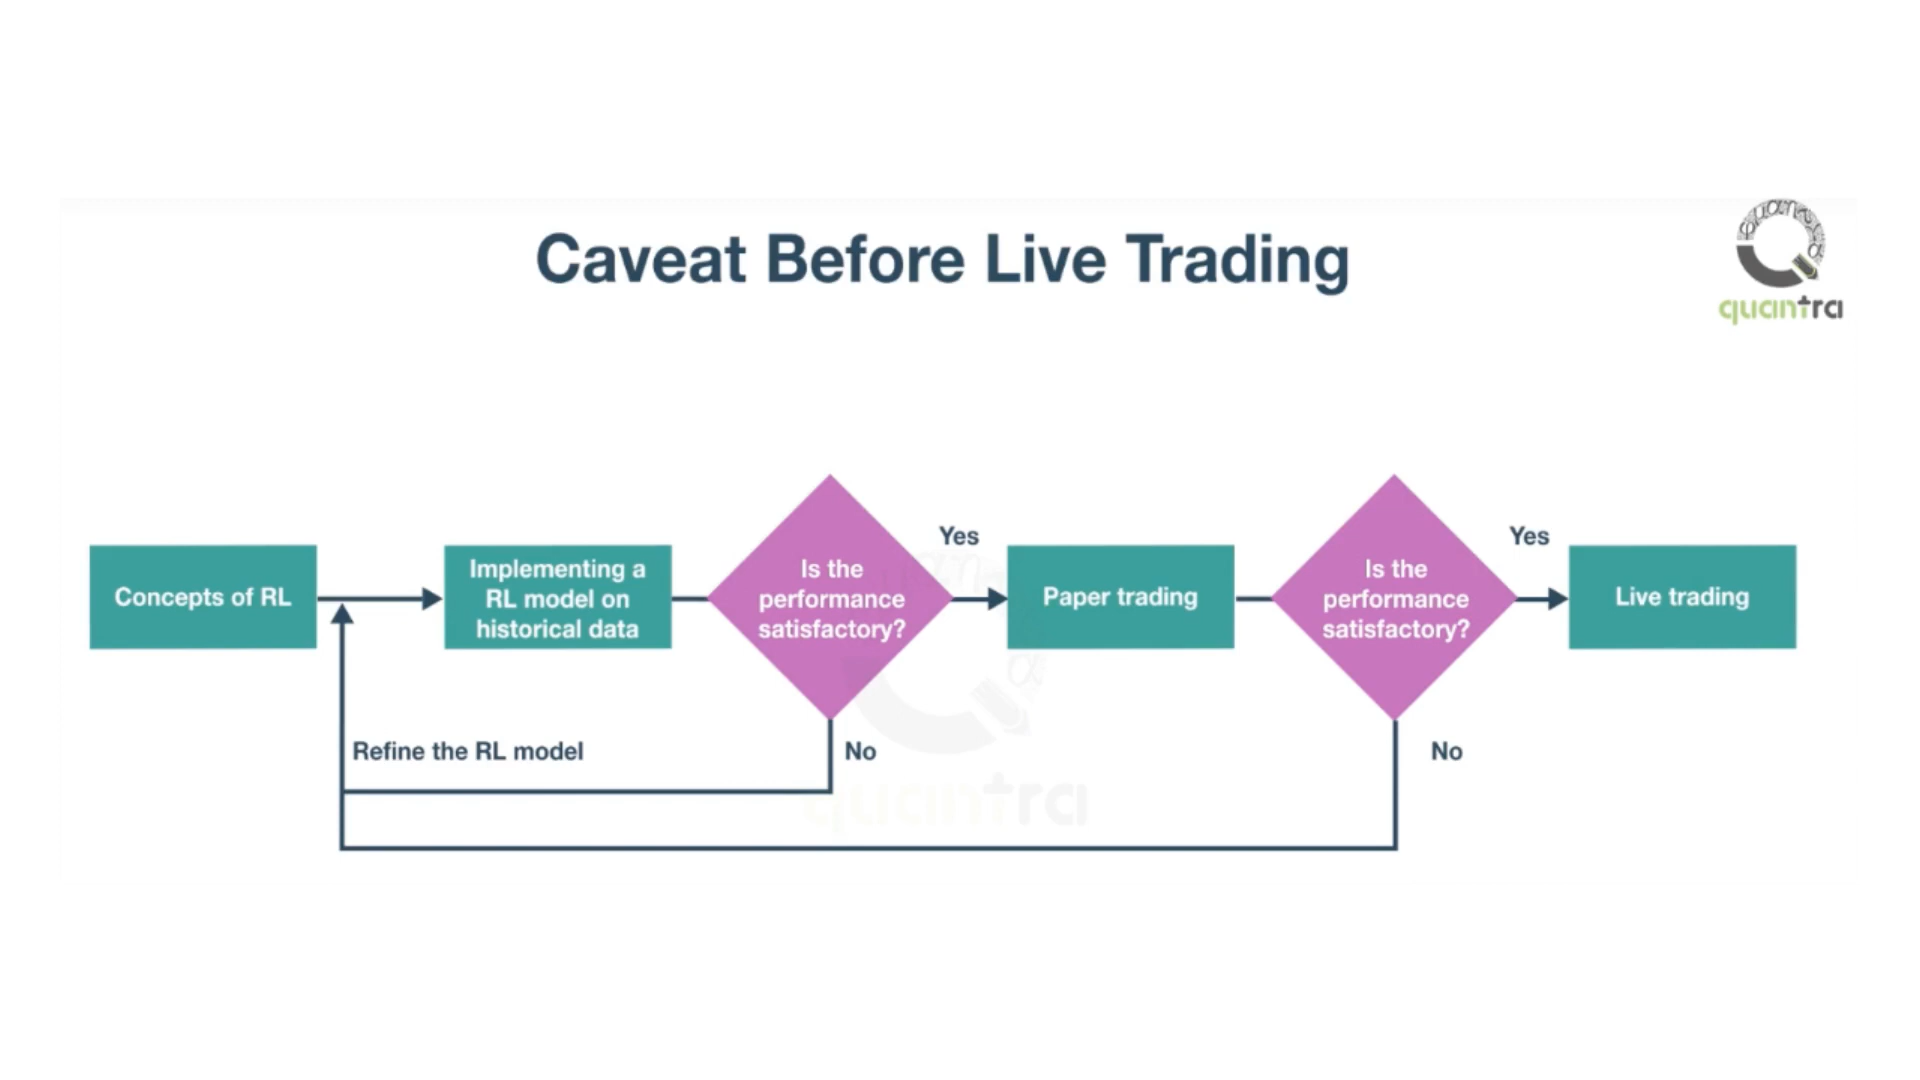 Caveat Before Live Trading
quantra
Concepts of RL
Implementing a
RL model on
historical data
Is the
performance
satisfactory?
Yes
Paper trading
Is the
performance
satisfactory?
Yes
Live trading
Refine the RL model
No
No
quantra